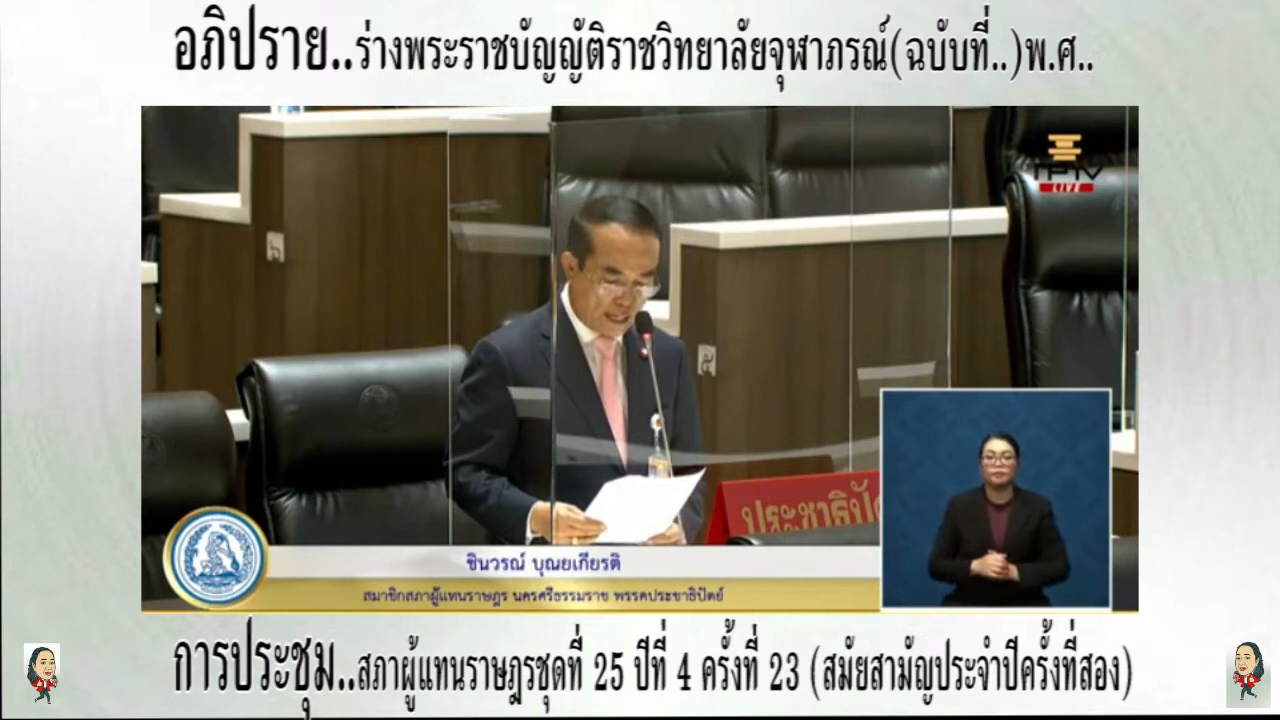 อภิปราย..ร่างพระราชบัญญัติราชวิทยาลัยจุฬาภรณ์(ฉบับที่..)พ.ศ..
TPTV
LIVE
ประชาธิปั
ชินวรณ์ บุณยเกียรติ
สมาชิกสภาผู้แทนราษฎร นครศรีธรรมราช พรรคประชาธิปัตย์
การประชุม..สภาผู้แทนราษฎรชุดที่ 25 ปีที่ 4 ครั้งที่ 23 (สมัยสามัญประจำปีครั้งที่สอง)